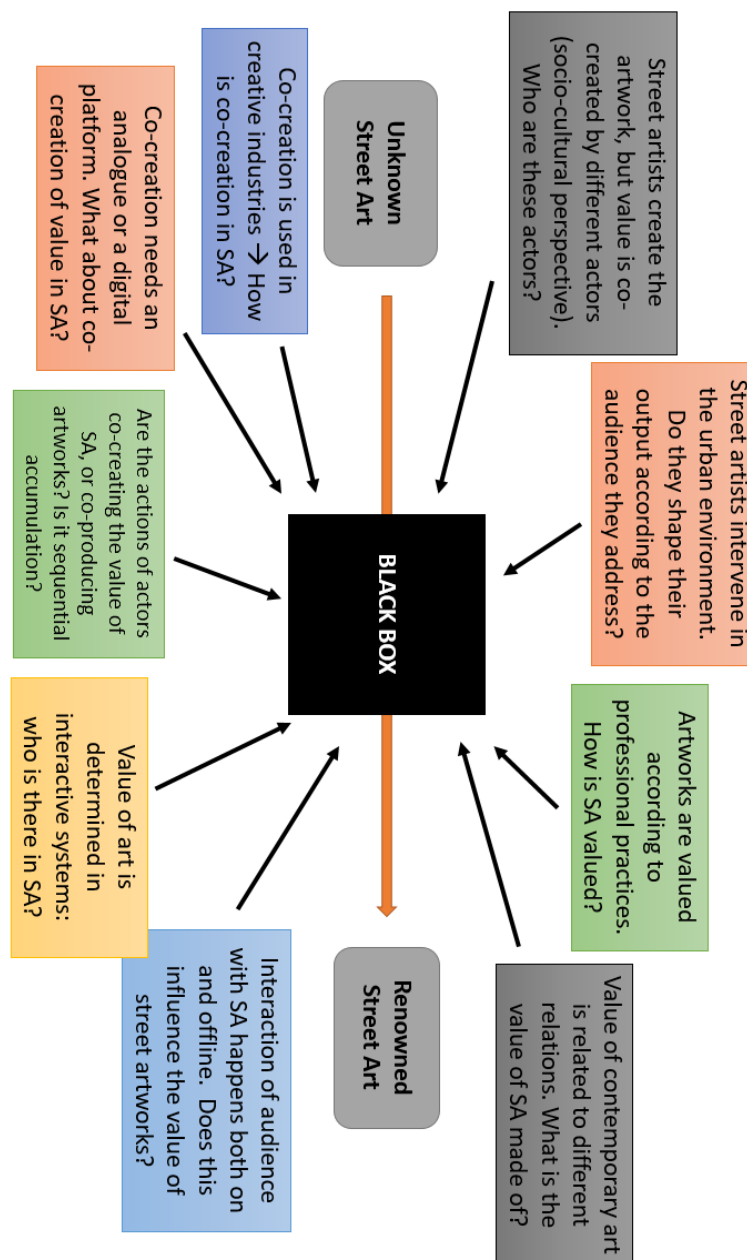 Street artists create the
artwork, but value is co-
created by different actors
(socio-cultural perspective).
Who are these actors?
Street artists intervene in
the urban environment.
Do they shape their
output according to the
audience they address?
Artworks are valued
according to
professional practices.
How is SA valued?
Value of contemporary art
is related to different
relations. What is the
value of SA made of?
Unknown
Street Art
BLACK BOX
Renowned
Street Art
Co-creation is used in
creative industries → How
is co-creation in SA?
Co-creation needs an
analogue or a digital
platform. What about co-
creation of value in SA?
Are the actions of actors
co-creating the value of
SA, or co-producing
artworks? Is it sequential
accumulation?
Value of art is
determined in
interactive systems:
who is there in SA?
Interaction of audience
with SA happens both on
and offline. Does this
influence the value of
street artworks?